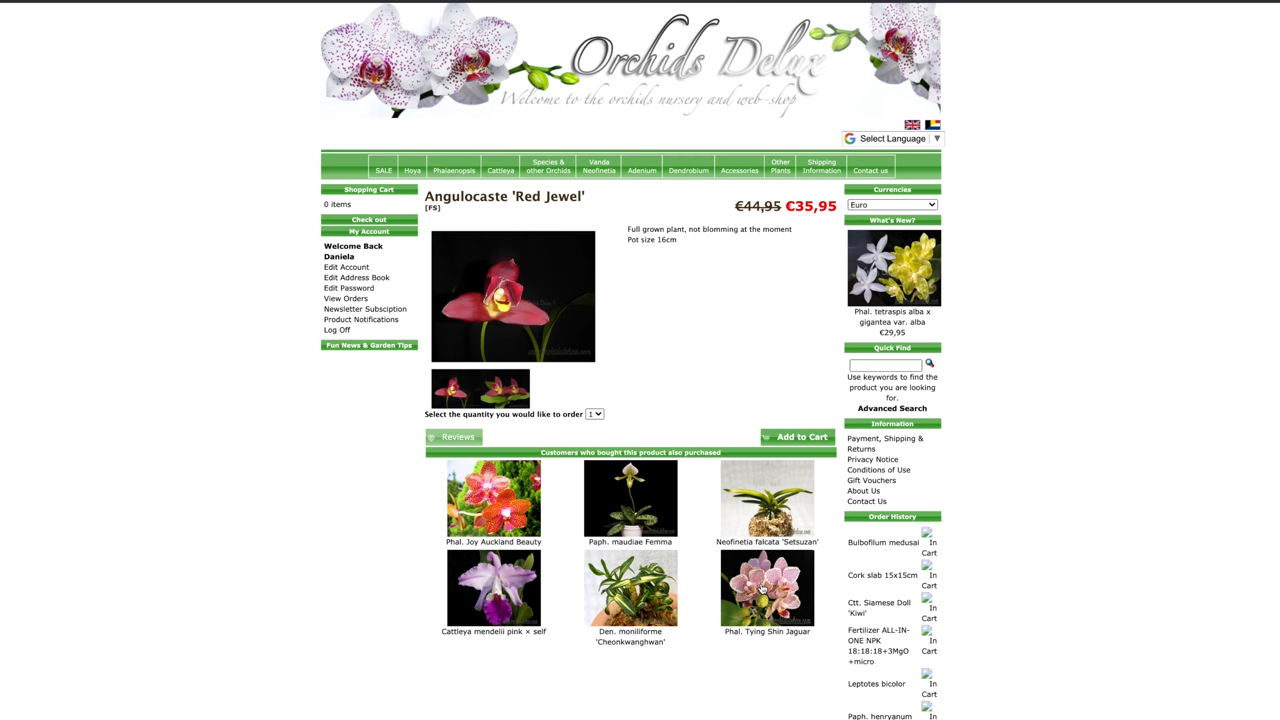 Orchids Delux
Welcome to the orchids nursery and web-shop
Select Language ▼
SALE
Hoya
Phalaenopsis
Cattleya
Species &
other Orchids
Vanda
Neofinetia
Adenium
Dendrobium
Accessories
Other
Plants
Shipping
Information
Contact us
Shopping Cart
0 items
Check out
My Account
Welcome Back
Daniela
Edit Account
Edit Address Book
Edit Password
View Orders
Newsletter Subsciption
Product Notifications
Log Off
Fun News & Garden Tips
Angulocaste 'Red Jewel'
[FS]
€44,95 €35,95
Full grown plant, not blomming at the moment
Pot size 16cm
Select the quantity you would like to order 1
Reviews
Add to Cart
Customers who bought this product also purchased
Phal. Joy Auckland Beauty
Paph. maudiae Femma
Neofinetia falcata 'Setsuzan'
Cattleya mendelii pink × self
Den. moniliforme
'Cheonkwanghwan'
Phal. Tying Shin Jaguar
Currencies
Euro
What's New?
Phal. tetraspis alba x
gigantea var. alba
€29,95
Quick Find
Use keywords to find the
product you are looking
for.
Advanced Search
Information
Payment, Shipping &
Returns
Privacy Notice
Conditions of Use
Gift Vouchers
About Us
Contact Us
Order History
Bulbofilum medusai
In
Cart
Cork slab 15x15cm
In
Cart
Ctt. Siamese Doll
'Kiwi'
In
Cart
Fertilizer ALL-IN-
ONE NPK
18:18:18+3MgO
+micro
In
Cart
Leptotes bicolor
In
Cart
Paph. henryanum
In